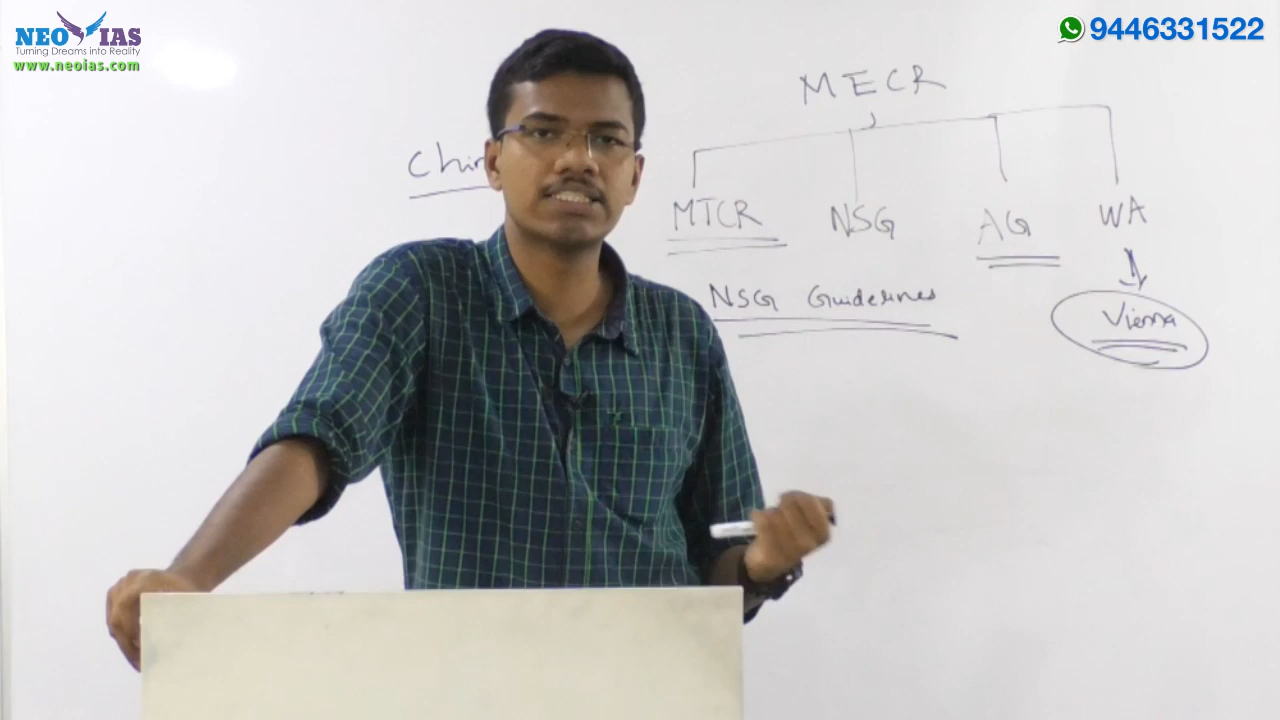 NEO IAS
Turning Dreams into Reality
www.neoias.com
9446331522
MECR
MTCR NSG AG WA
NSG Guidelines
Vienna